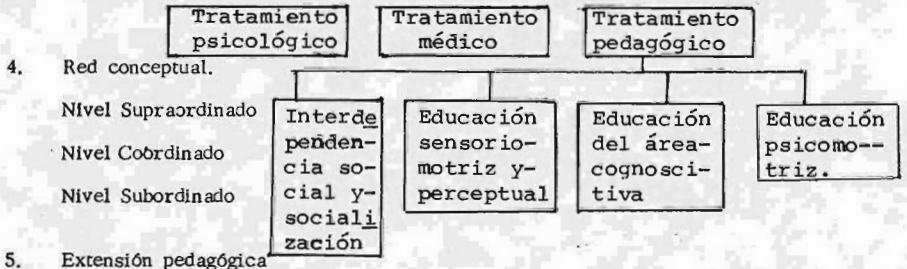 Tratamiento psicológico
Tratamiento médico
Tratamiento pedagógico
4. Red conceptual.
Nivel Supraordinado
Nivel Coordinado
Nivel Subordinado
Interde
penden-
cia so-
cial y-
sociali
zación
Educación
sensorio-
motriz y-
perceptual
Educación
del área-
cognosci-
tiva
Educación
psicomo--
triz.
5. Extensión pedagógica